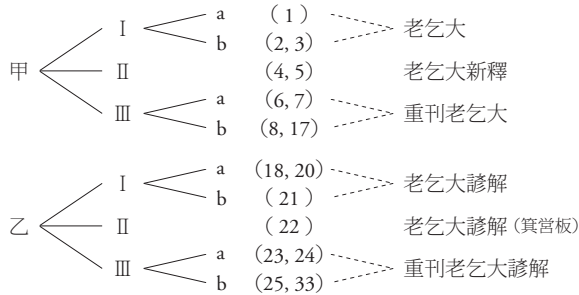 a (1)
Ⅰ 老乞大
b (2, 3)
甲 Ⅱ (4, 5) 老乞大新釋
a (6, 7)
Ⅲ 重刊老乞大
b (8, 17)
a (18, 20)
Ⅰ 老乞大諺解
b (21)
乙 Ⅱ (22) 老乞大諺解 (箕営板)
a (23, 24)
Ⅲ 重刊老乞大諺解
b (25, 33)